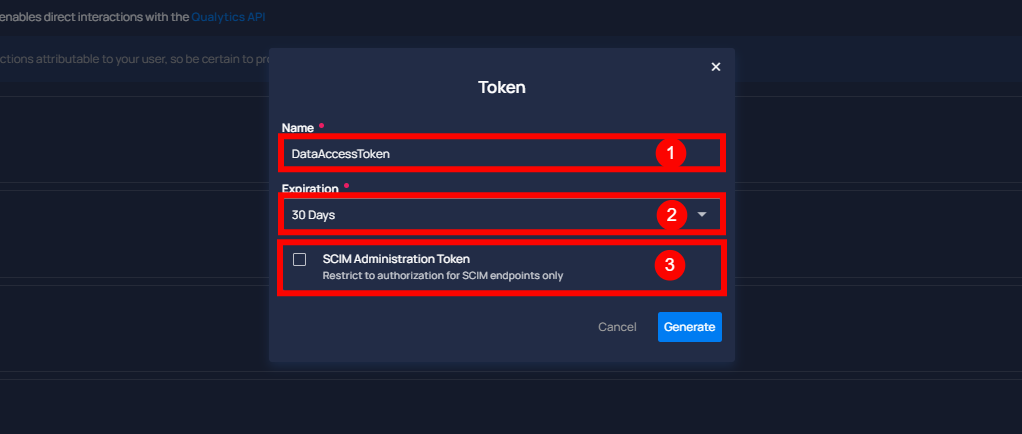 enables direct interactions with the Qualytics API
ctions attributable to your user, so be certain to pr
Token
Name *
DataAccessToken
1
Expiration *
30 Days
2
SCIM Administration Token
3
Restrict to authorization for SCIM endpoints only
Cancel
Generate